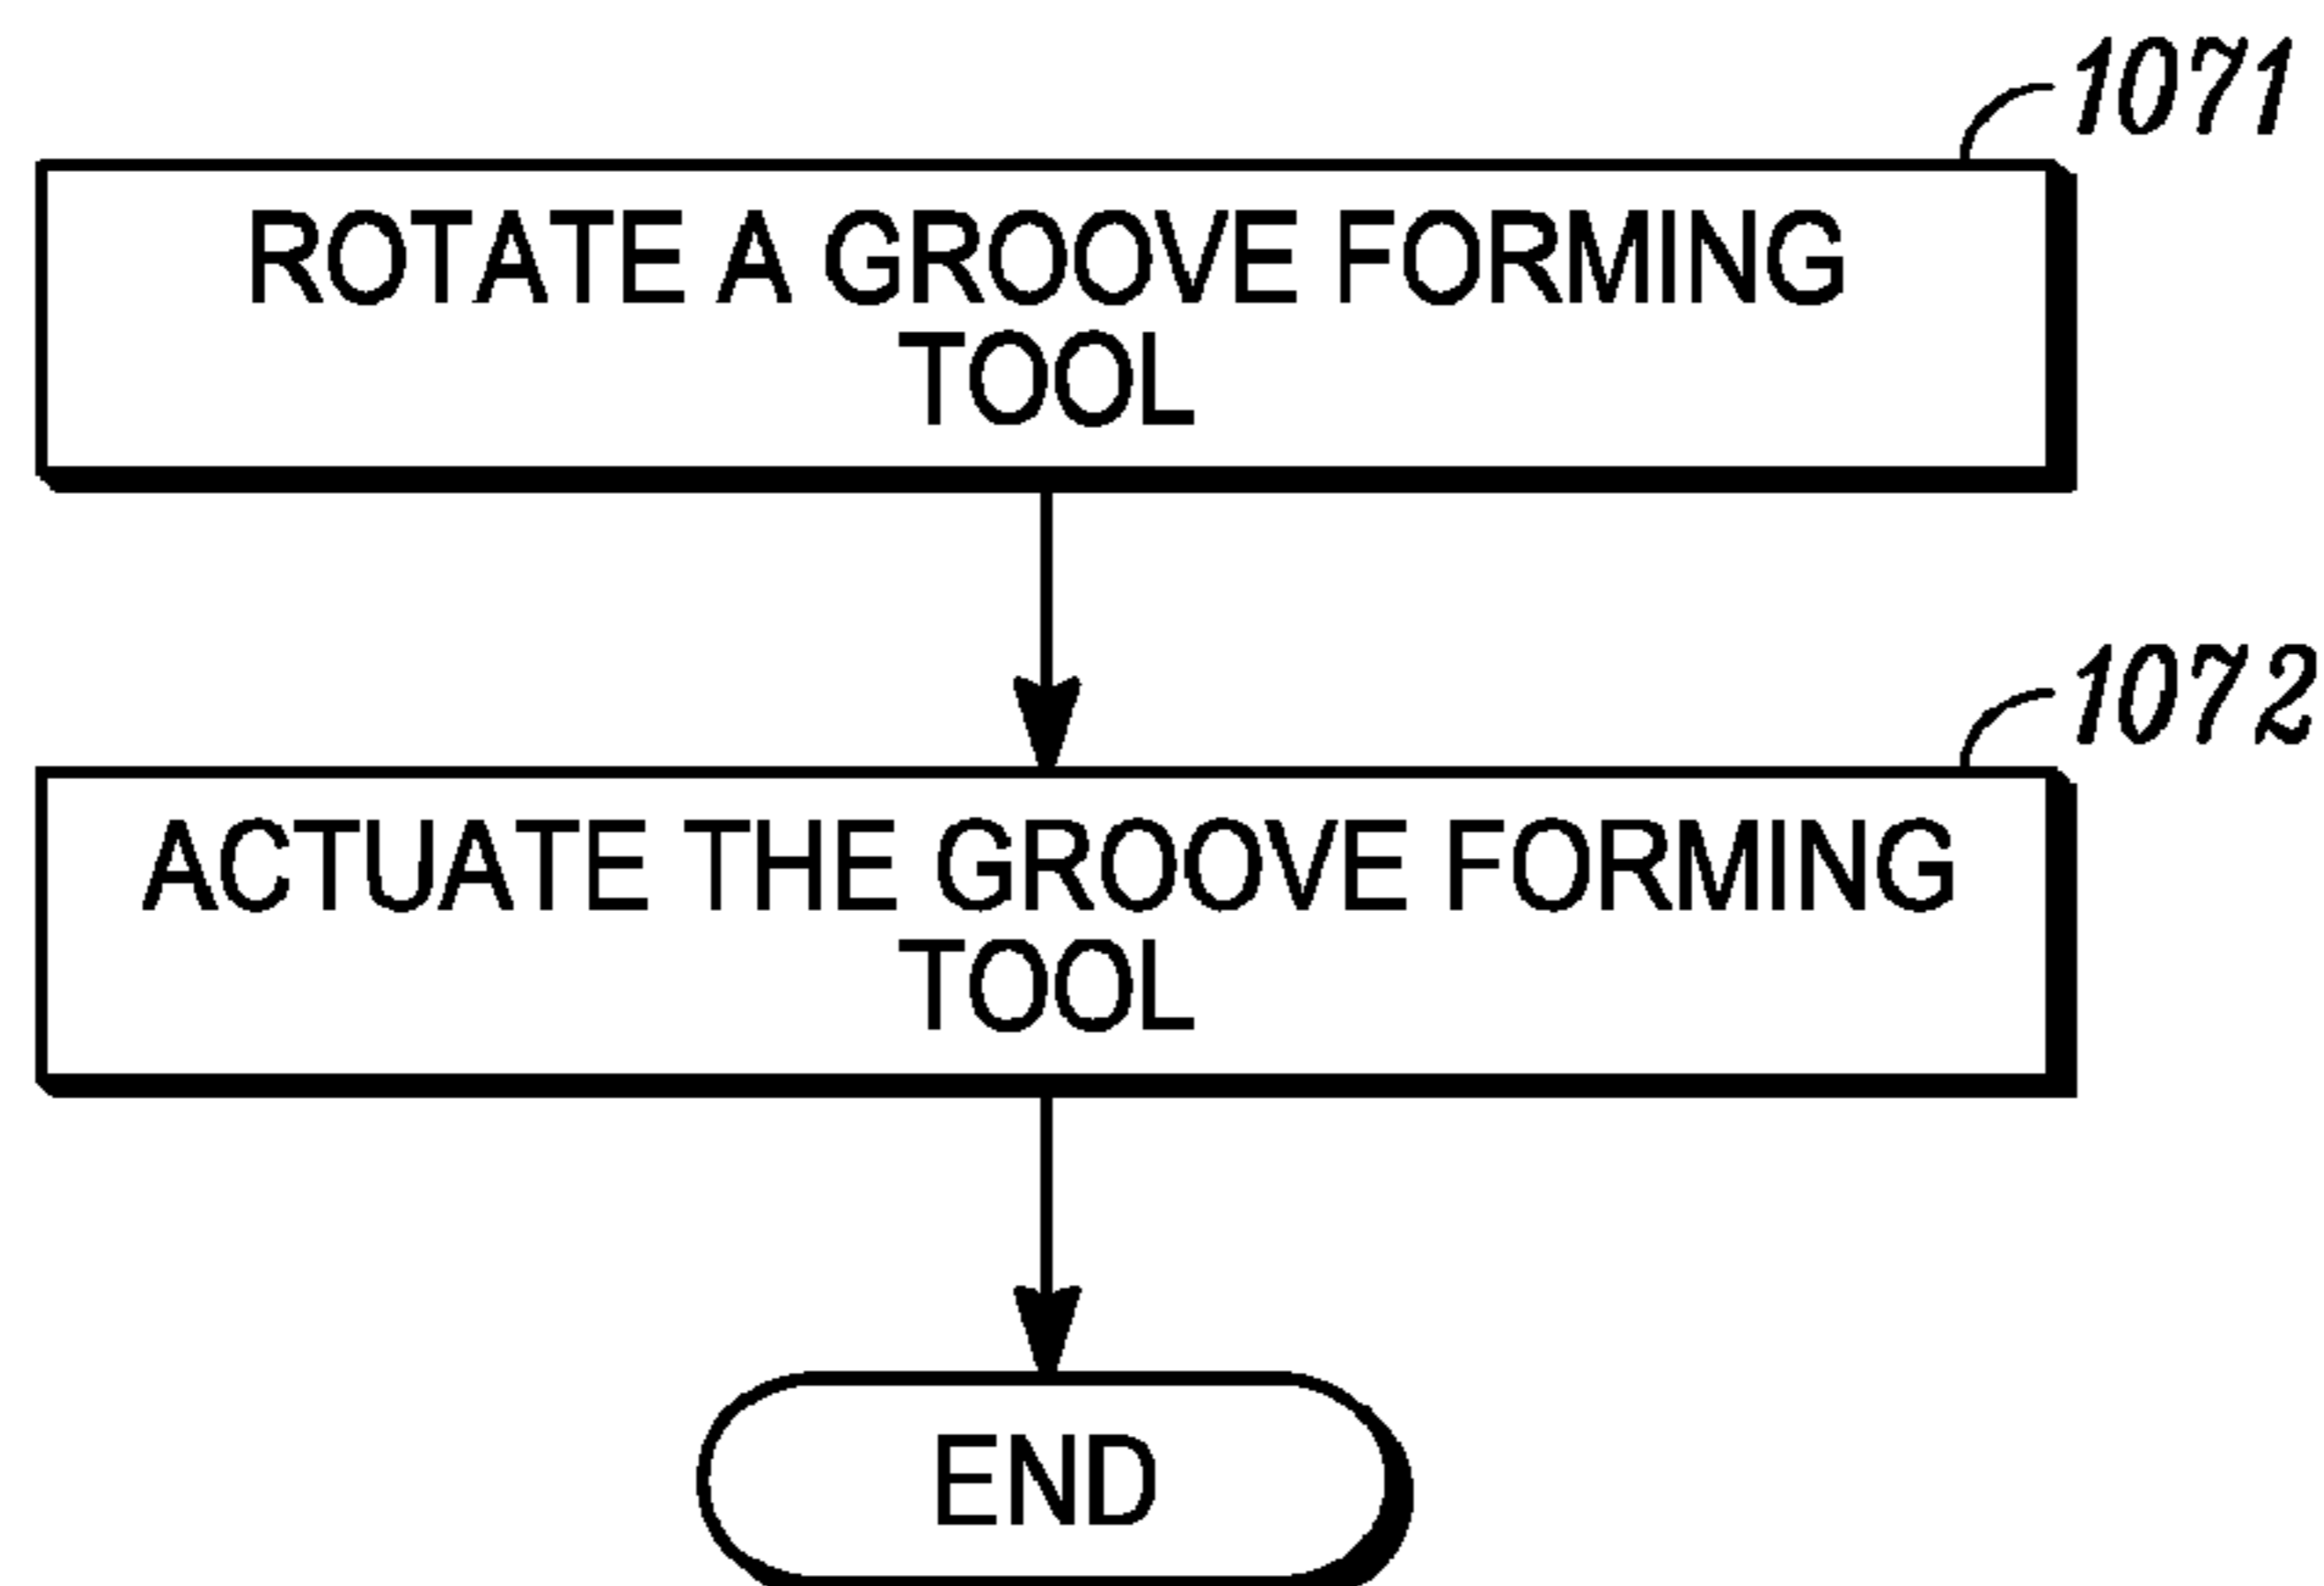 1071
ROTATE A GROOVE FORMING
TOOL
1072
ACTUATE THE GROOVE FORMING
TOOL
END